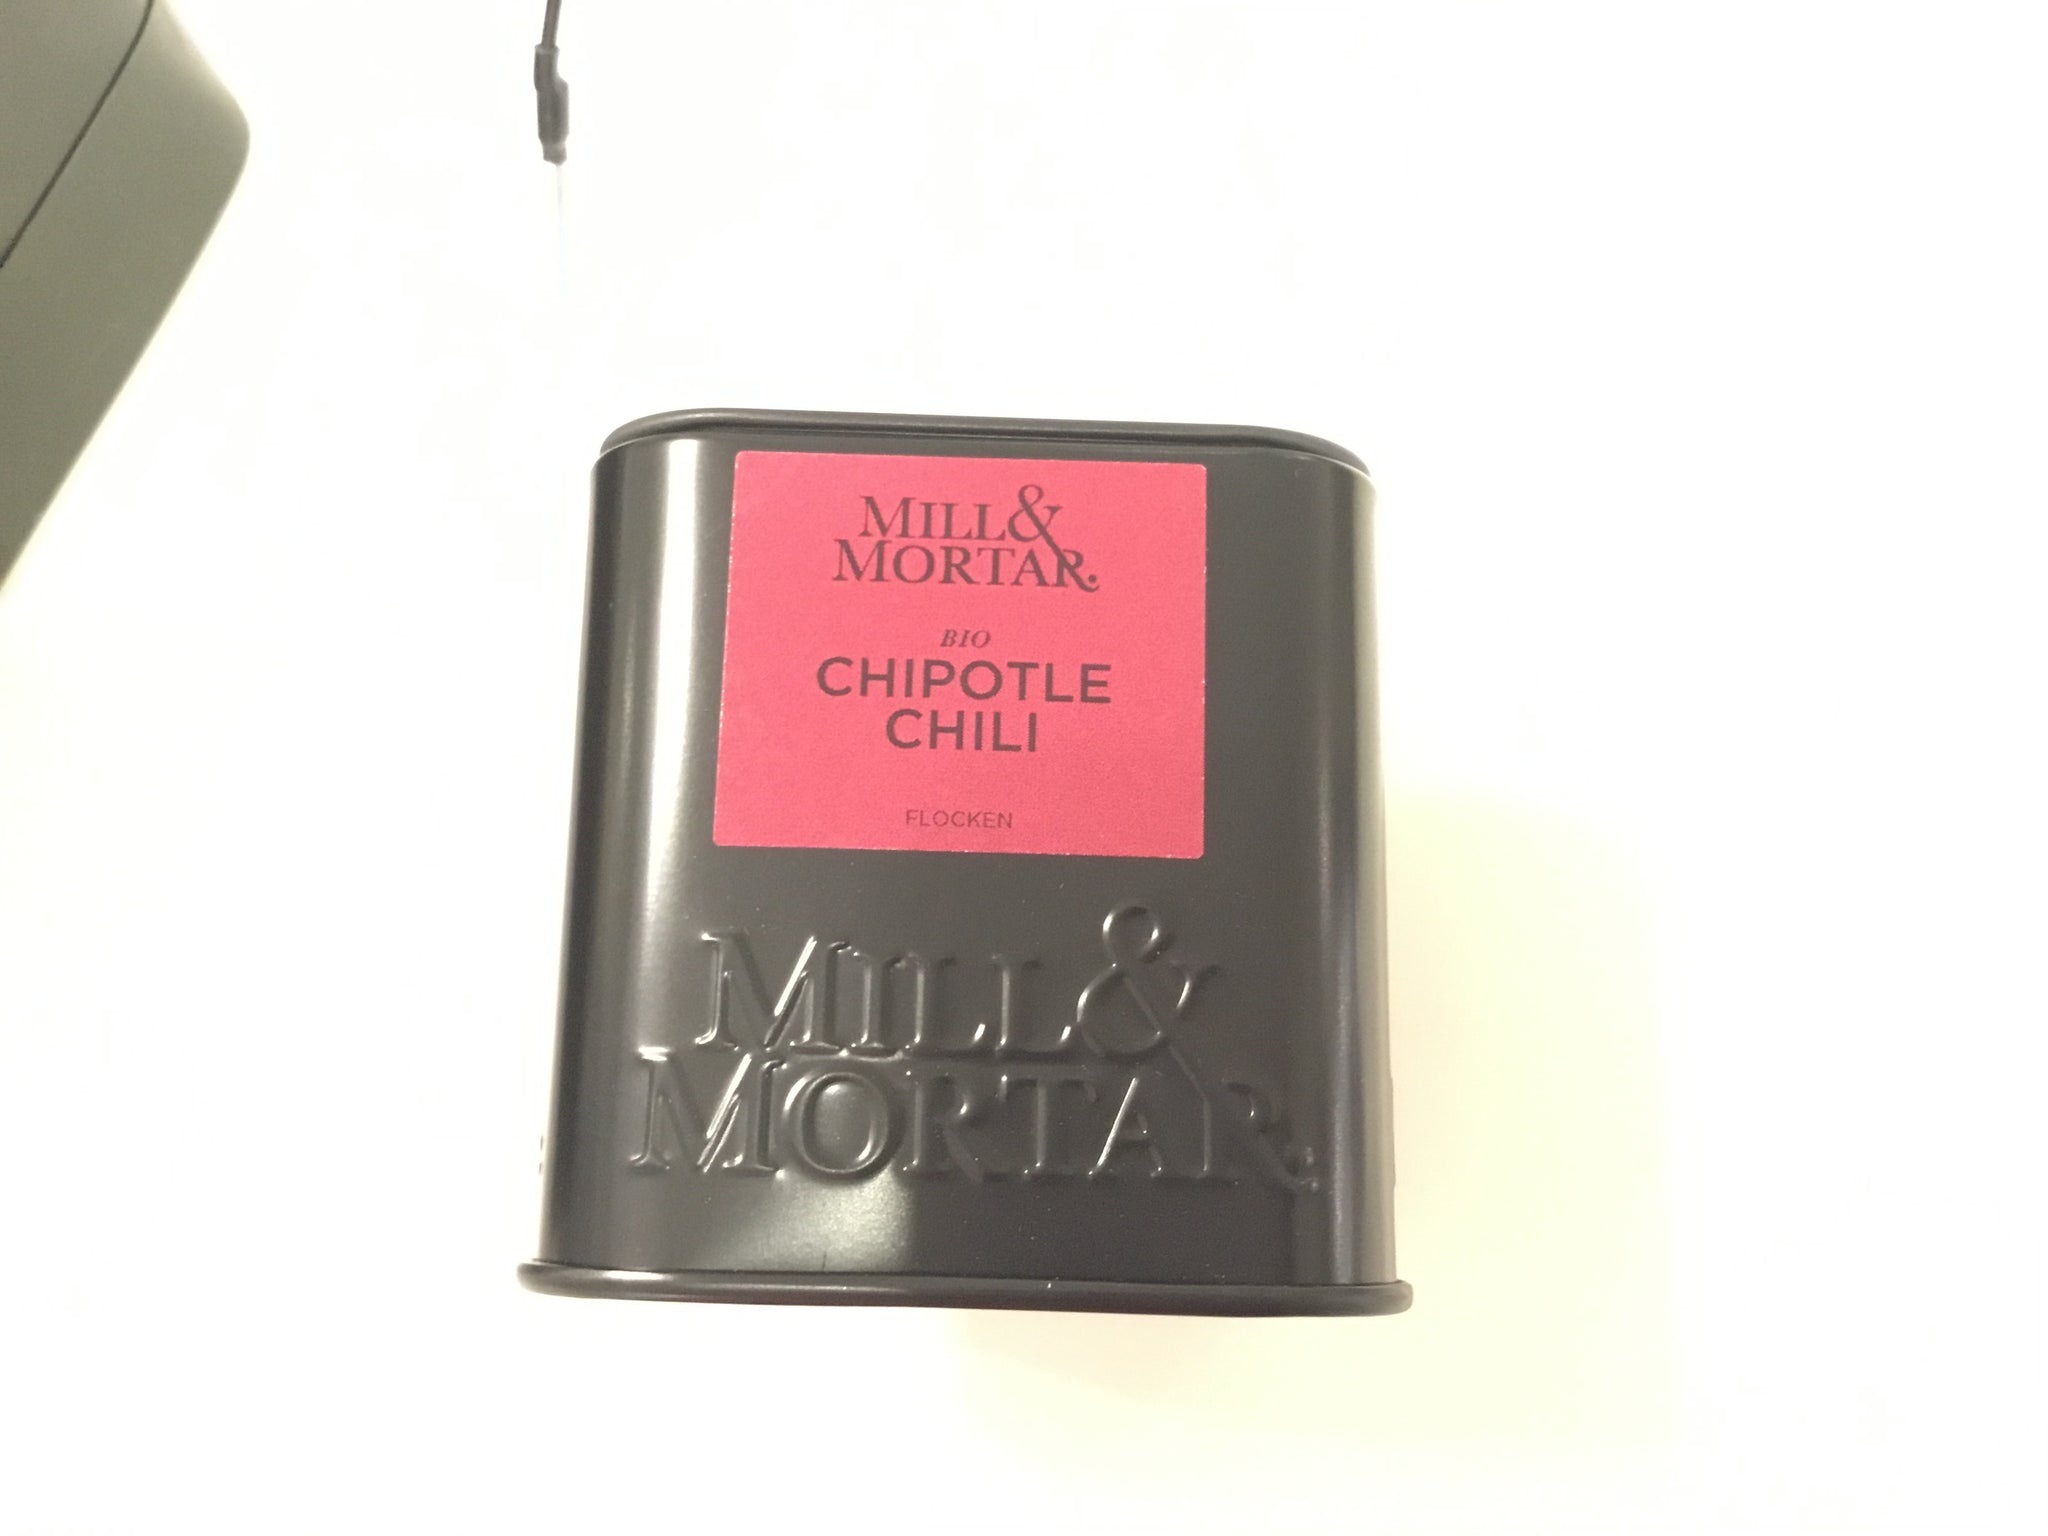 MILL&
MORTAR
BIO
CHIPOTLE
CHILI
FLOCKEN
MILL&
MORTAR